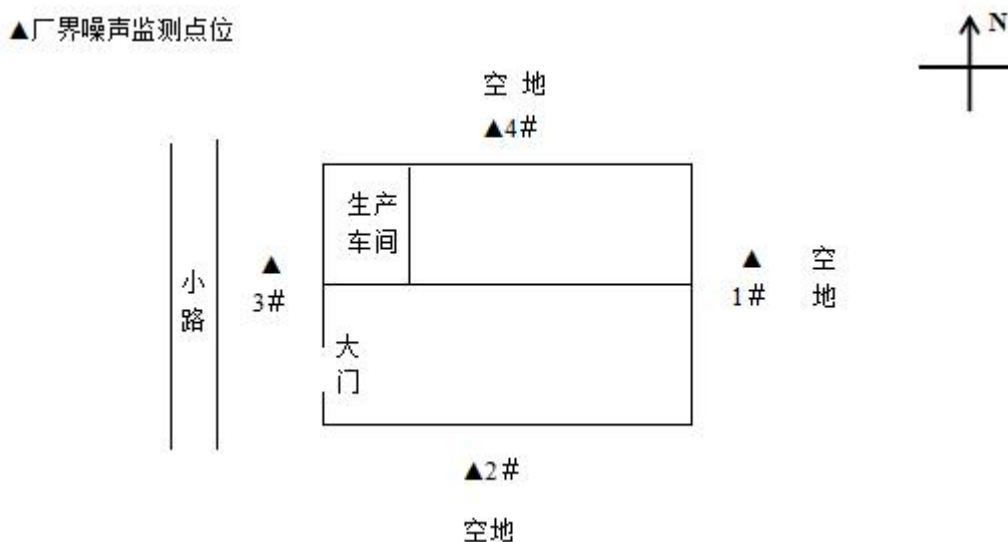 ▲厂界噪声监测点位
N
空 地
▲4#
生产
车间
▲
3#
小
路
▲
1#
空
地
大
门
▲2#
空地